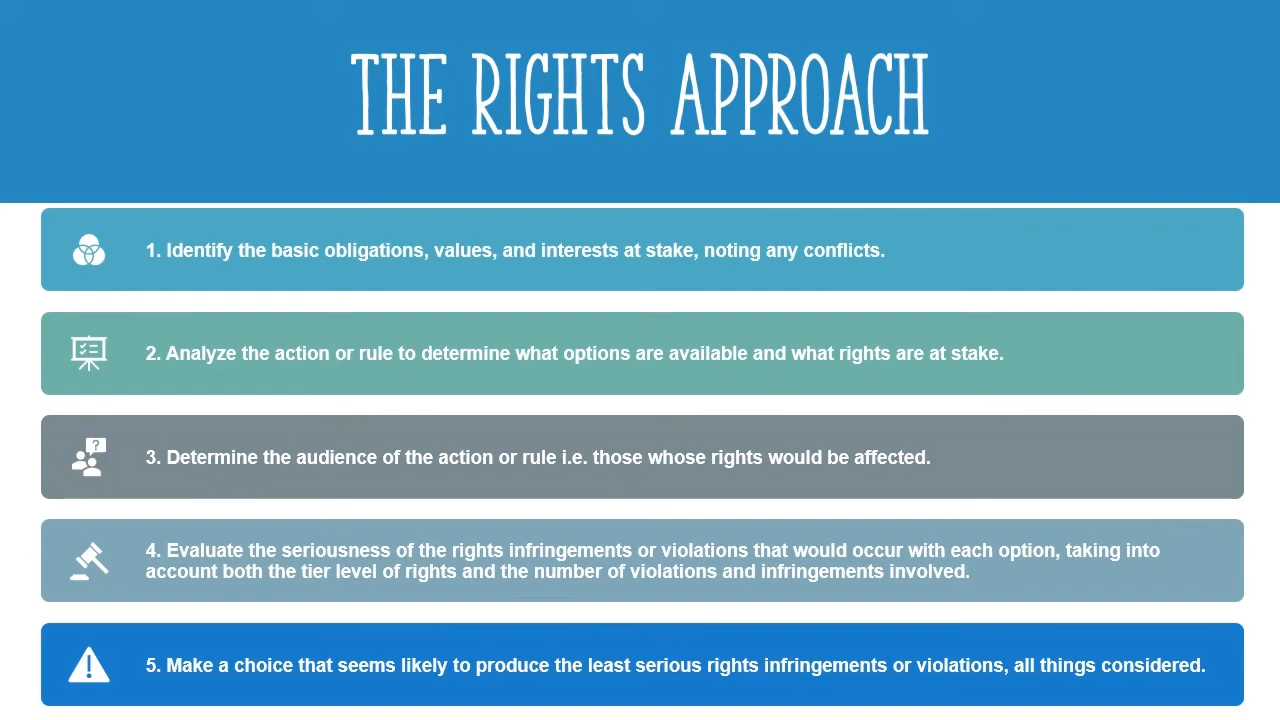 THE RIGHTS APPROACH
1. Identify the basic obligations, values, and interests at stake, noting any conflicts.
2. Analyze the action or rule to determine what options are available and what rights are at stake.
?
3. Determine the audience of the action or rule i.e. those whose rights would be affected.
4. Evaluate the seriousness of the rights infringements or violations that would occur with each option, taking into
account both the tier level of rights and the number of violations and infringements involved.
5. Make a choice that seems likely to produce the least serious rights infringements or violations, all things considered.